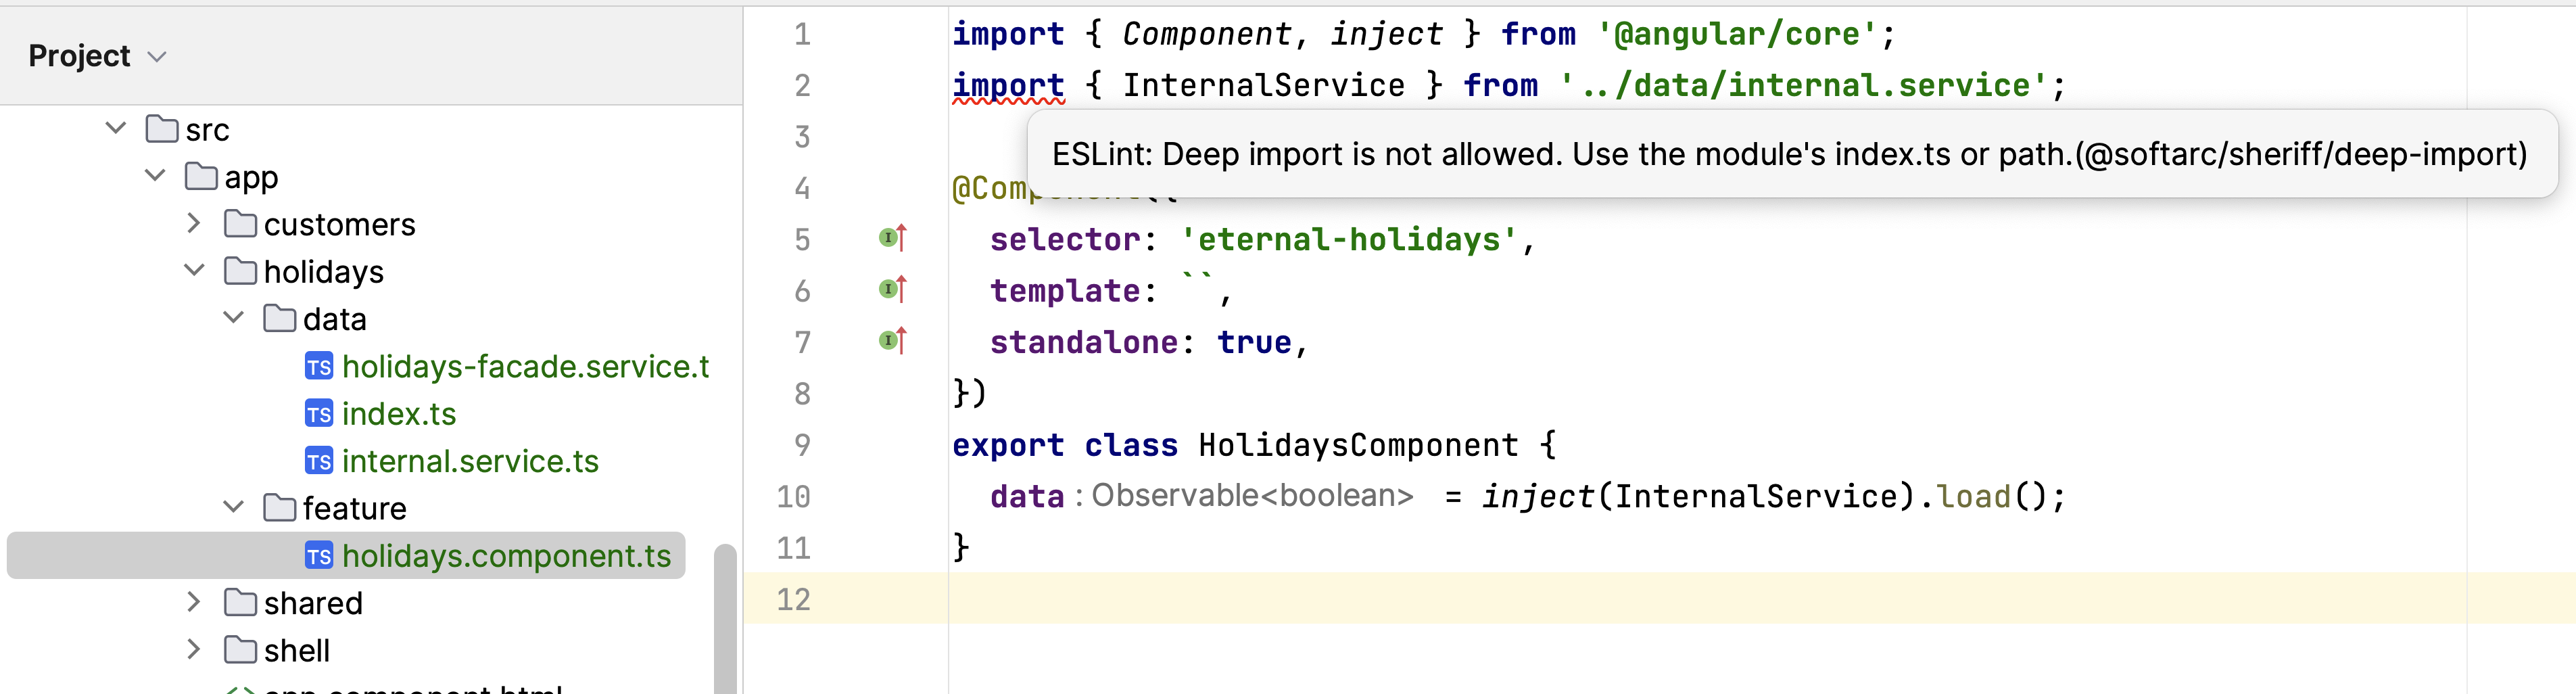 Project
src
app
customers
holidays
data
holidays-facade.service.t
index.ts
internal.service.ts
feature
holidays.component.ts
shared
shell
1 import { Component, inject } from '@angular/core';
2 import { InternalService } from '../data/internal.service';
3
ESLint: Deep import is not allowed. Use the module's index.ts or path.(@softarc/sheriff/deep-import)
4 @Component({
5 selector: 'eternal-holidays',
6 template: ``,
7 standalone: true,
8 })
9 export class HolidaysComponent {
10 data : Observable<boolean> = inject(InternalService).load();
11 }
12